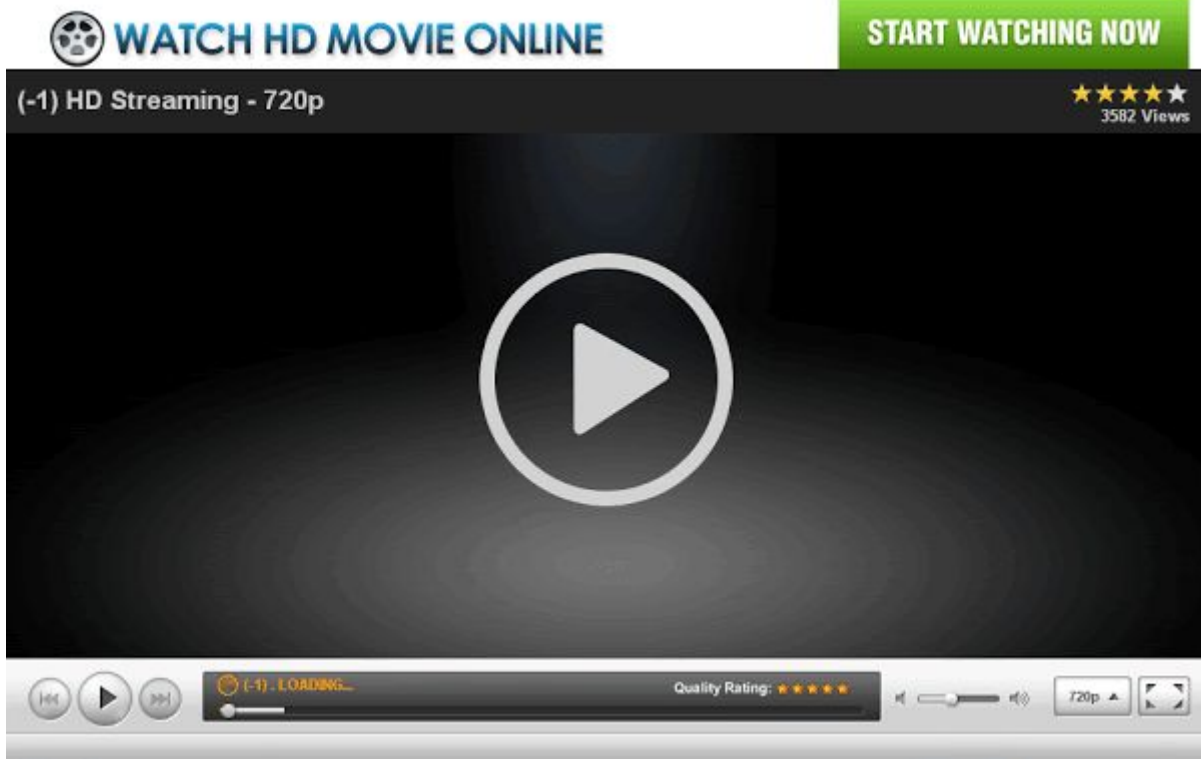 WATCH HD MOVIE ONLINE
START WATCHING NOW
(-1) HD Streaming - 720p
3582 Views
(-1) . LOADING...
Quality Rating:
720p